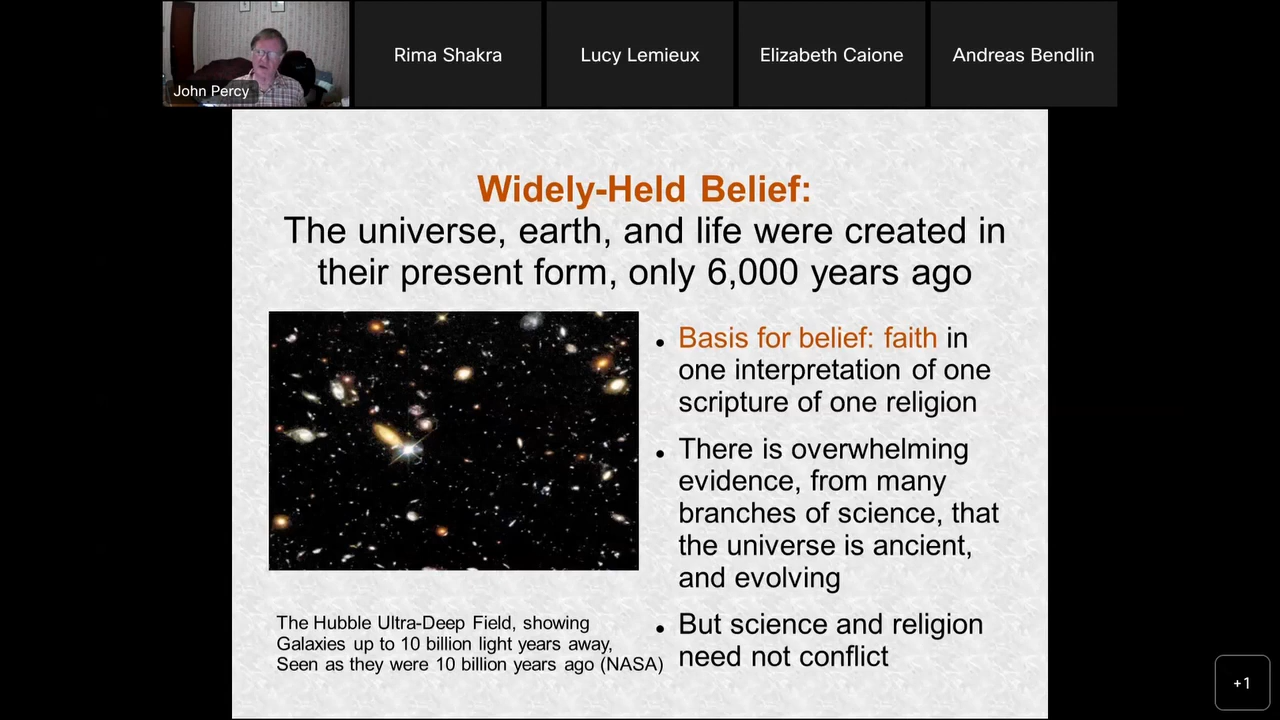 John Percy
Rima Shakra
Lucy Lemieux
Elizabeth Caione
Andreas Bendlin
Widely-Held Belief:
The universe, earth, and life were created in
their present form, only 6,000 years ago
• Basis for belief: faith in
one interpretation of one
scripture of one religion
• There is overwhelming
evidence, from many
branches of science, that
the universe is ancient,
and evolving
• But science and religion
need not conflict
The Hubble Ultra-Deep Field, showing
Galaxies up to 10 billion light years away,
Seen as they were 10 billion years ago (NASA)
+1